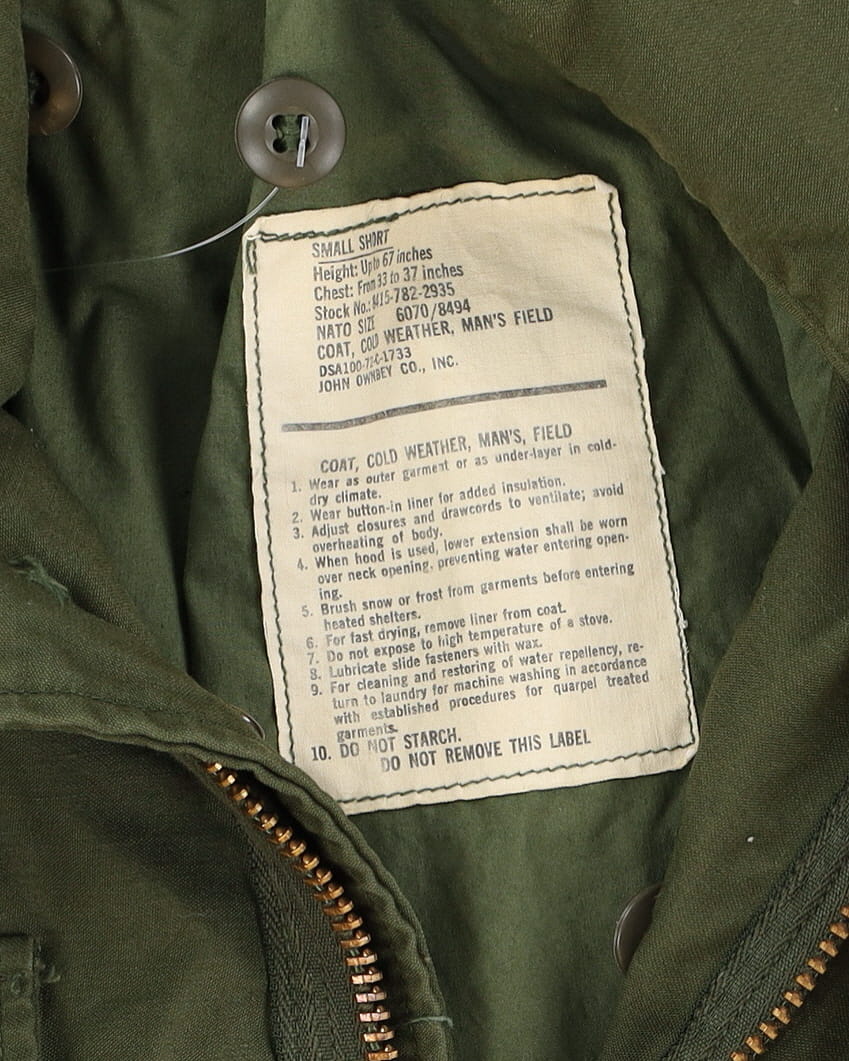 SMALL SHORT
Height: Up to 67 inches
Chest: From 33 to 37 inches
Stock No.: 8415-782-2935
NATO SIZE 6070/8494
COAT, COLD WEATHER, MAN'S FIELD
DSA100-72-C-1733
JOHN OWNBEY CO., INC.
COAT, COLD WEATHER, MAN'S, FIELD
1. Wear as outer garment or as under-layer in cold-
dry climate.
2. Wear button-in liner for added insulation.
3. Adjust closures and drawcords to ventilate; avoid
overheating of body.
4. When hood is used, lower extension shall be worn
over neck opening, preventing water entering open-
ing.
5. Brush snow or frost from garments before entering
heated shelters.
6. For fast drying, remove liner from coat.
7. Do not expose to high temperature of a stove.
8. Lubricate slide fasteners with wax.
9. For cleaning and restoring of water repellency, re-
turn to laundry for machine washing in accordance
with established procedures for quarpel treated
garments.
10. DO NOT STARCH.
DO NOT REMOVE THIS LABEL